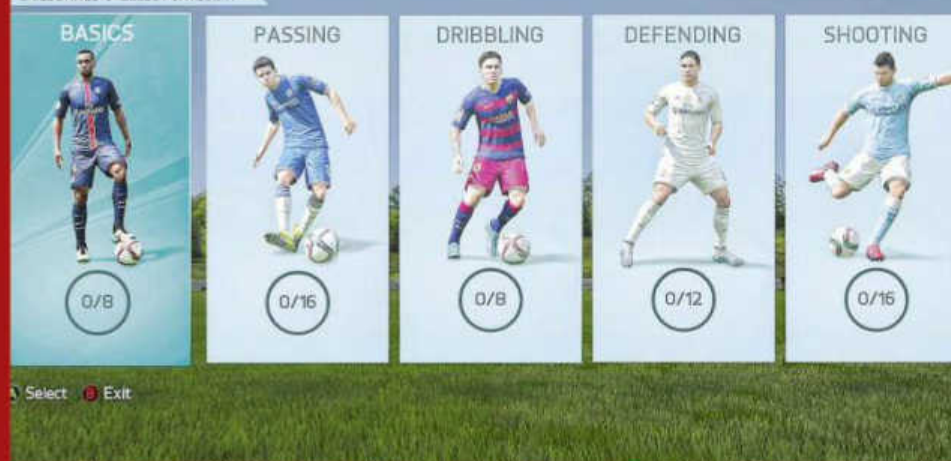 BASICS
PASSING
DRIBBLING
DEFENDING
SHOOTING
0/8
0/16
0/8
0/12
0/16
Select
B Exit